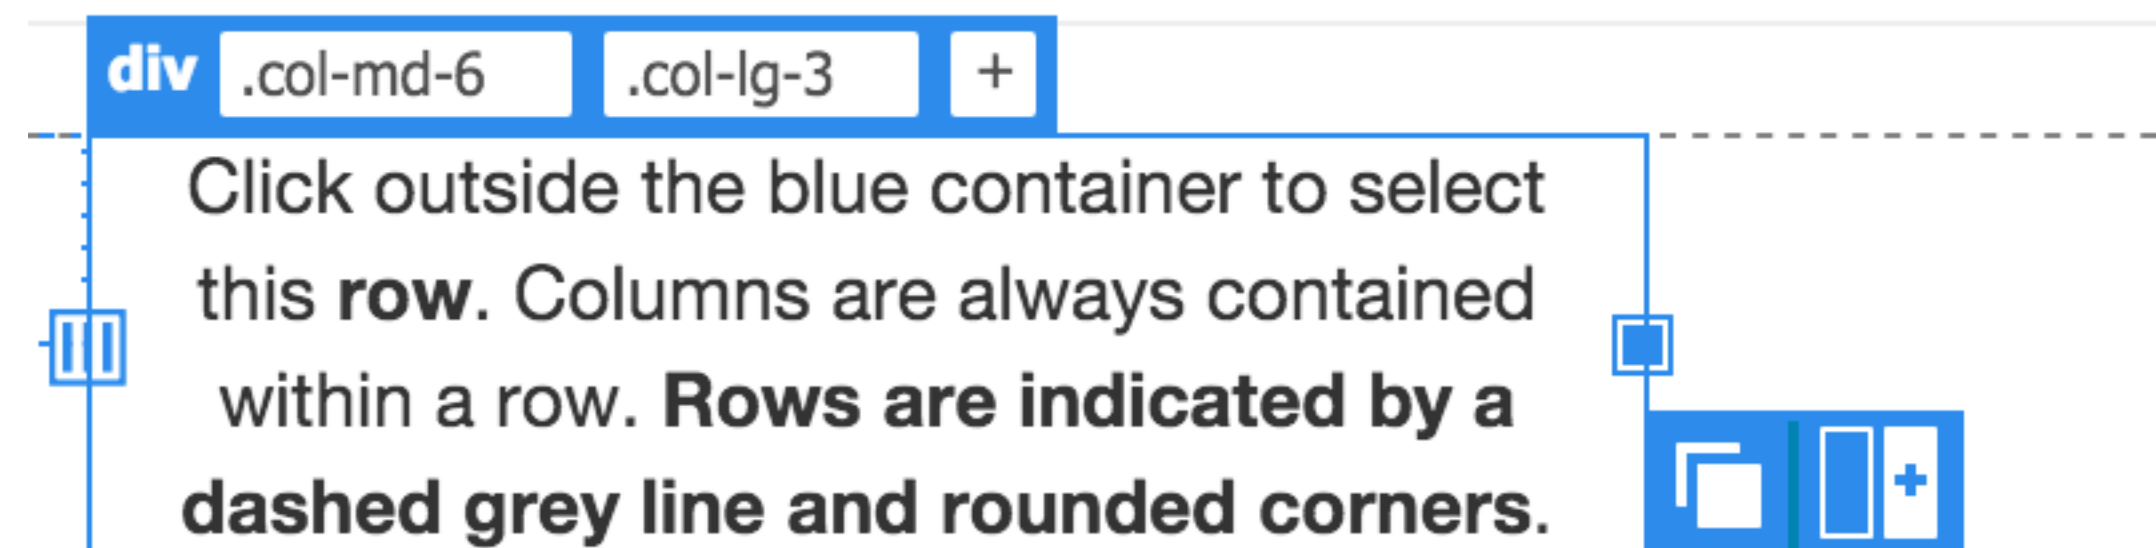 div .col-md-6 .col-lg-3 +
Click outside the blue container to select
this row. Columns are always contained
within a row. Rows are indicated by a
dashed grey line and rounded corners.